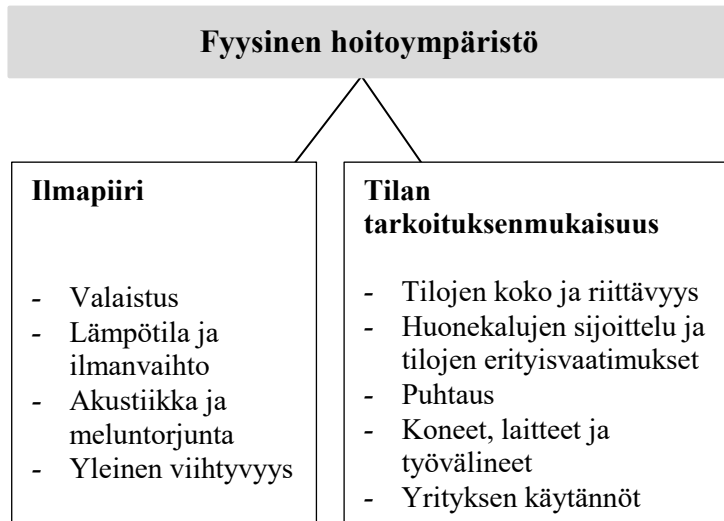 Fyysinen hoitoympäristö
Ilmapiiri
- Valaistus
- Lämpötila ja
ilmanvaihto
- Akustiikka ja
meluntorjunta
- Yleinen viihtyvyys
Tilan
tarkoituksenmukaisuus
- Tilojen koko ja riittävyys
- Huonekalujen sijoittelu ja
tilojen erityisvaatimukset
- Puhtaus
- Koneet, laitteet ja
työvälineet
- Yrityksen käytännöt